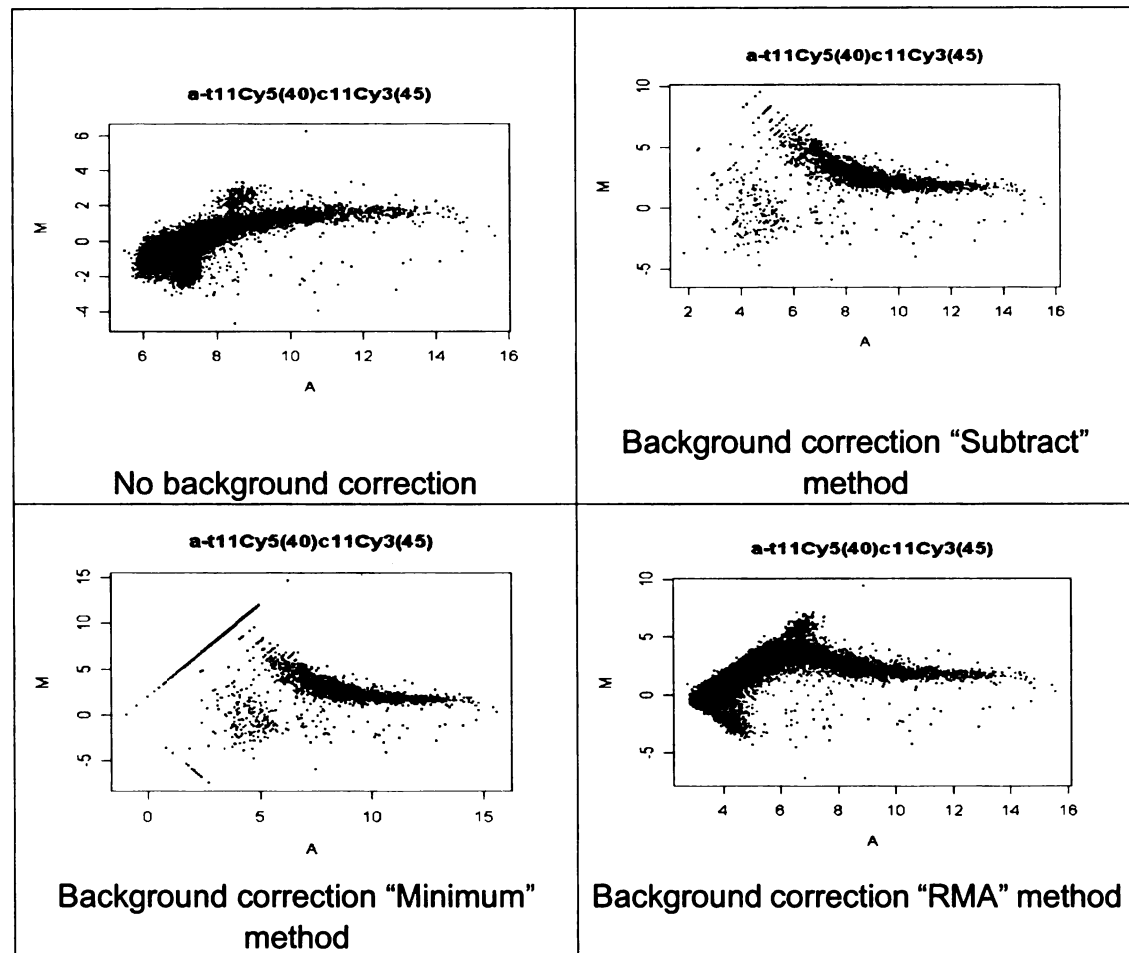 a-t11Cy5(40)c11Cy3(45)
6
4
2
0
-2
-4
M
6 8 10 12 14 16
A
No background correction
a-t11Cy5(40)c11Cy3(45)
10
5
0
-5
M
2 4 6 8 10 12 14 16
A
Background correction “Subtract”
method
a-t11Cy5(40)c11Cy3(45)
15
10
5
0
-5
M
0 5 10 15
A
Background correction “Minimum”
method
a-t11Cy5(40)c11Cy3(45)
10
5
0
-5
M
4 6 8 10 12 14 16
A
Background correction “RMA” method